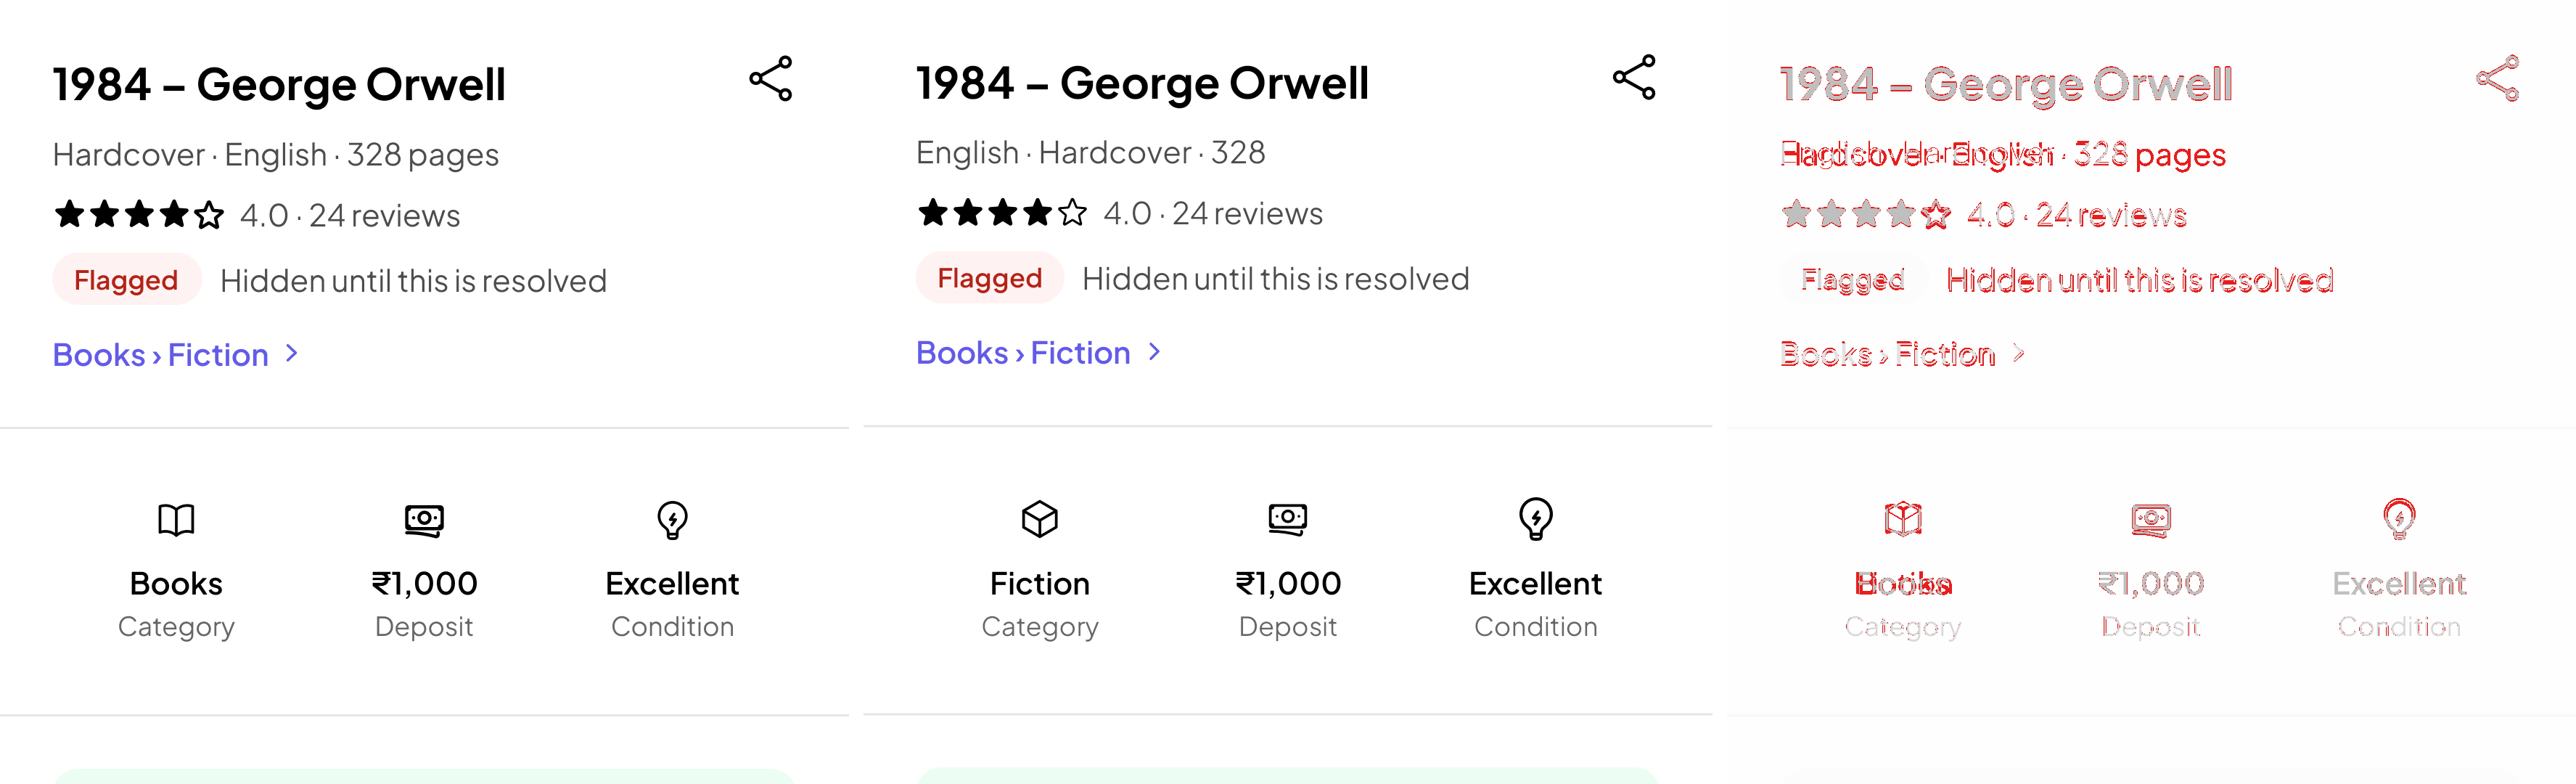 1984 – George Orwell
Hardcover · English · 328 pages
4.0 · 24 reviews
Flagged Hidden until this is resolved
Books › Fiction
Books ₹1,000 Excellent
Category Deposit Condition
1984 – George Orwell
English · Hardcover · 328
4.0 · 24 reviews
Flagged Hidden until this is resolved
Books › Fiction
Fiction ₹1,000 Excellent
Category Deposit Condition
1984 – George Orwell
328 pages
4.0 · 24 reviews
Flagged Hidden until this is resolved
Books › Fiction
₹1,000 Excellent
Category Deposit Condition